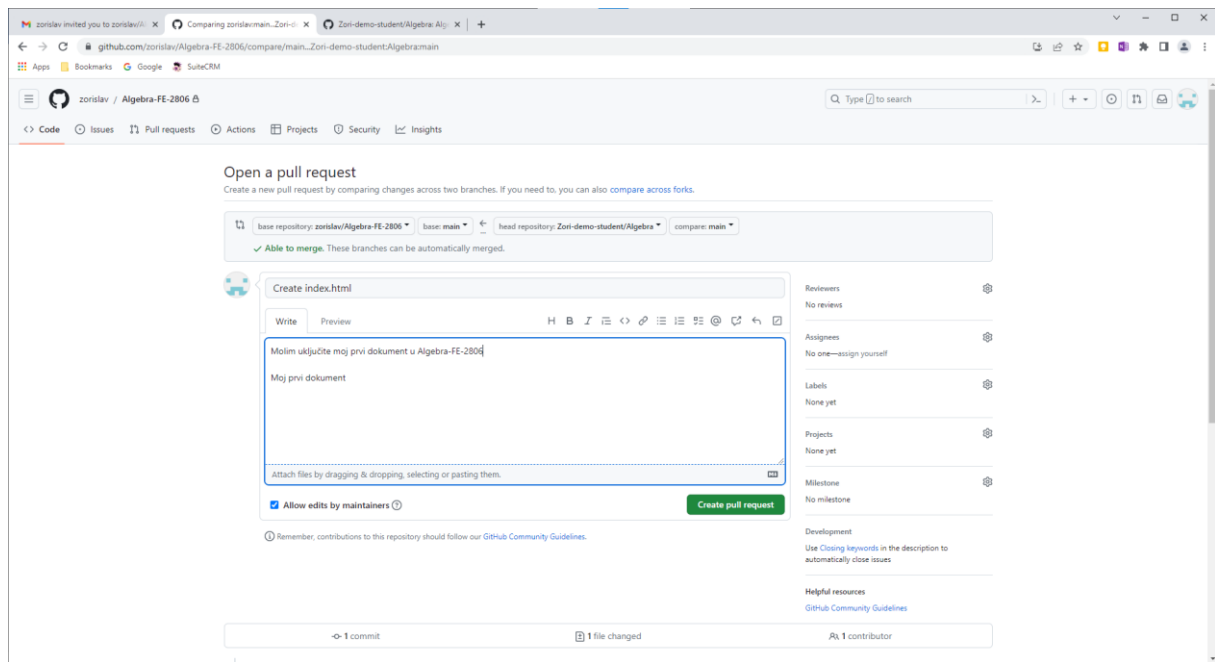 zorislav invited you to zorislav/Al
Comparing zorislav:main...Zori-d
Zori-demo-student/Algebra: Alg
github.com/zorislav/Algebra-FE-2806/compare/main...Zori-demo-student:Algebra:main
Apps Bookmarks Google SuiteCRM
zorislav / Algebra-FE-2806
Type / to search
Code Issues Pull requests Actions Projects Security Insights
Open a pull request
Create a new pull request by comparing changes across two branches. If you need to, you can also compare across forks.
base repository: zorislav/Algebra-FE-2806 base: main head repository: Zori-demo-student/Algebra compare: main
Able to merge. These branches can be automatically merged.
Create index.html
Write Preview
Molim uključite moj prvi dokument u Algebra-FE-2806
Moj prvi dokument
Attach files by dragging & dropping, selecting or pasting them.
Allow edits by maintainers
Create pull request
Remember, contributions to this repository should follow our GitHub Community Guidelines.
Reviewers
No reviews
Assignees
No one—assign yourself
Labels
None yet
Projects
None yet
Milestone
No milestone
Development
Use Closing keywords in the description to
automatically close issues
Helpful resources
GitHub Community Guidelines
1 commit
1 file changed
1 contributor